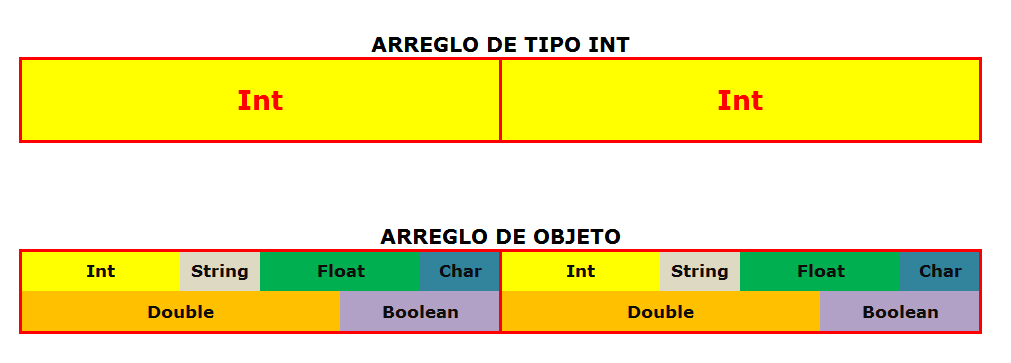 ARREGLO DE TIPO INT
Int Int
ARREGLO DE OBJETO
Int String Float Char Int String Float Char
Double Boolean Double Boolean